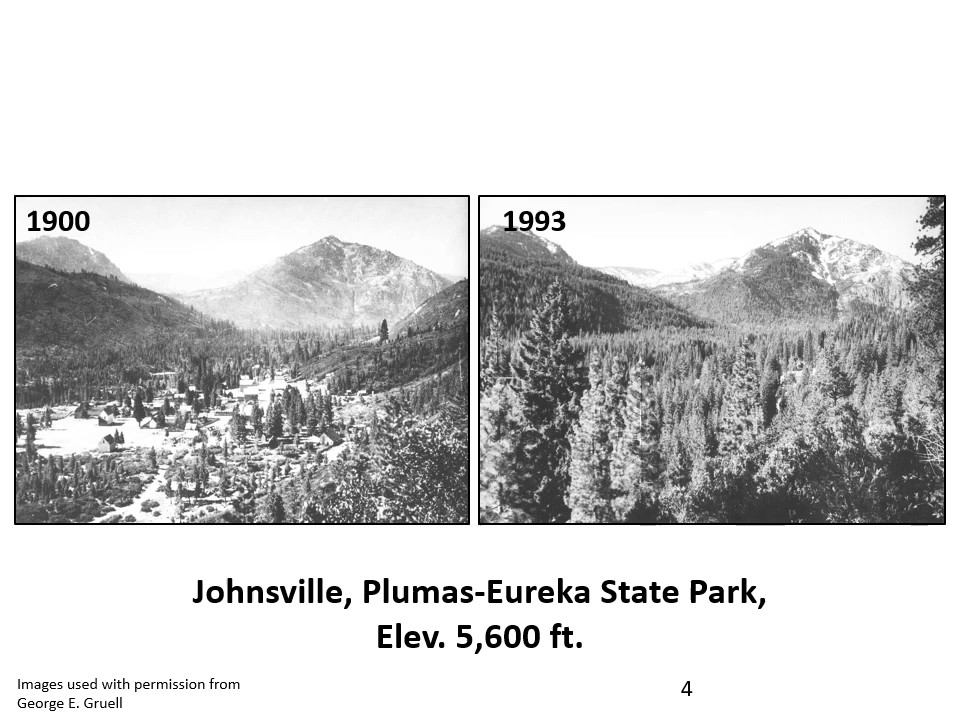 1900
1993
Johnsville, Plumas-Eureka State Park,
Elev. 5,600 ft.
Images used with permission from
George E. Gruell
4